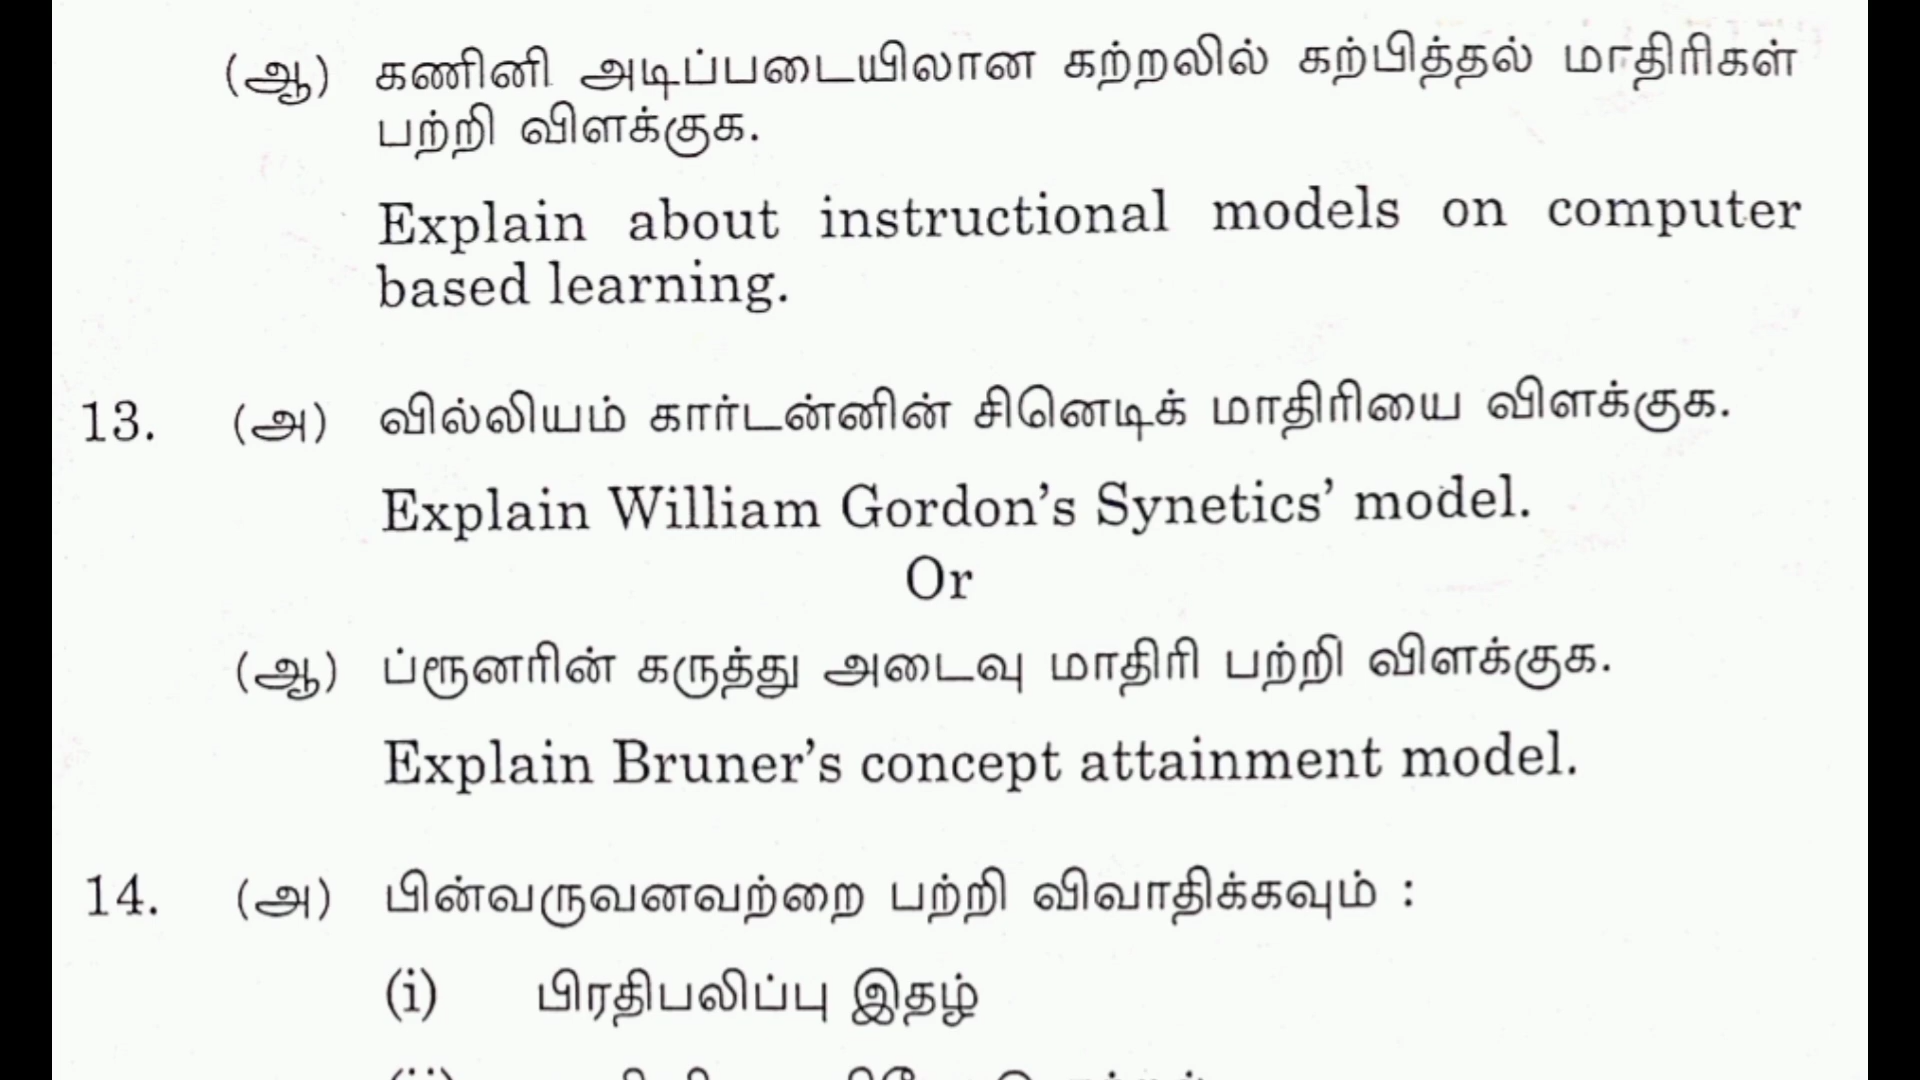 (ஆ) கணினி அடிப்படையிலான கற்றலில் கற்பித்தல் மாதிரிகள்
பற்றி விளக்குக.
Explain about instructional models on computer
based learning.
13. (அ) வில்லியம் கார்டன்னின் சினெடிக் மாதிரியை விளக்குக.
Explain William Gordon's Synetics' model.
Or
(ஆ) ப்ரூனரின் கருத்து அடைவு மாதிரி பற்றி விளக்குக.
Explain Bruner's concept attainment model.
14. (அ) பின்வருவனவற்றை பற்றி விவாதிக்கவும் :
(i) பிரதிபலிப்பு இதழ்